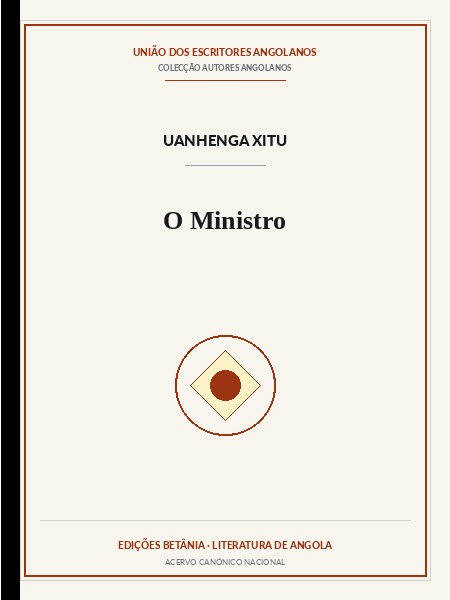 UNIÃO DOS ESCRITORES ANGOLANOS
COLECÇÃO AUTORES ANGOLANOS
UANHENGA XITU
O Ministro
EDIÇÕES BETÂNIA · LITERATURA DE ANGOLA
ACERVO CANÓNICO NACIONAL